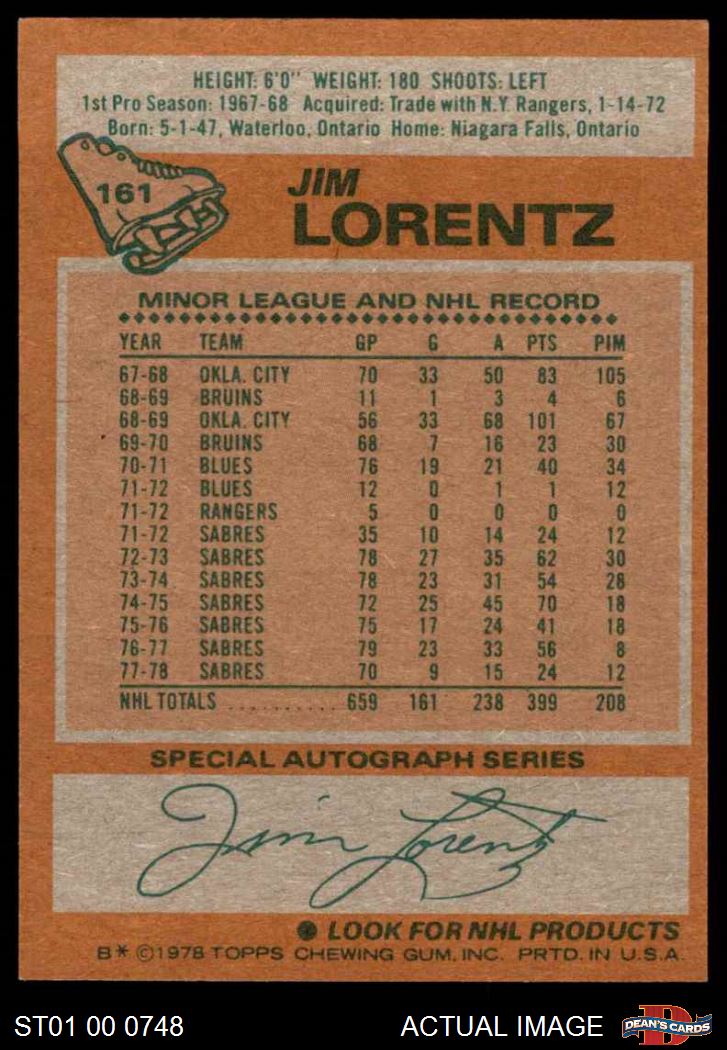 HEIGHT: 6'0" WEIGHT: 180 SHOOTS: LEFT
1st Pro Season: 1967-68 Acquired: Trade with N.Y. Rangers, 1-14-72
Born: 5-1-47, Waterloo, Ontario Home: Niagara Falls, Ontario
161
JIM
LORENTZ
MINOR LEAGUE AND NHL RECORD
YEAR TEAM GP G A PTS PIM
67-68 OKLA. CITY 70 33 50 83 105
68-69 BRUINS 11 1 3 4 6
68-69 OKLA. CITY 56 33 68 101 67
69-70 BRUINS 68 7 16 23 30
70-71 BLUES 76 19 21 40 34
71-72 BLUES 12 0 1 1 12
71-72 RANGERS 5 0 0 0 0
71-72 SABRES 35 10 14 24 12
72-73 SABRES 78 27 35 62 30
73-74 SABRES 78 23 31 54 28
74-75 SABRES 72 25 45 70 18
75-76 SABRES 75 17 24 41 18
76-77 SABRES 79 23 33 56 8
77-78 SABRES 70 9 15 24 12
NHL TOTALS .......... 659 161 238 399 208
SPECIAL AUTOGRAPH SERIES
Jim Lorentz
LOOK FOR NHL PRODUCTS
B* ©1978 TOPPS CHEWING GUM, INC. PRTD. IN U.S.A.
ST01 00 0748 ACTUAL IMAGE D DEAN'S CARDS